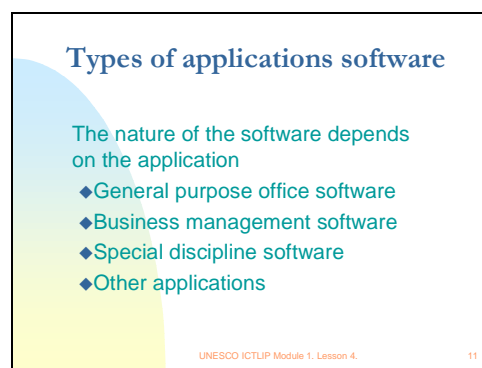 Types of applications software
The nature of the software depends
on the application
◆General purpose office software
◆Business management software
◆Special discipline software
◆Other applications
UNESCO ICTLIP Module 1. Lesson 4. 11